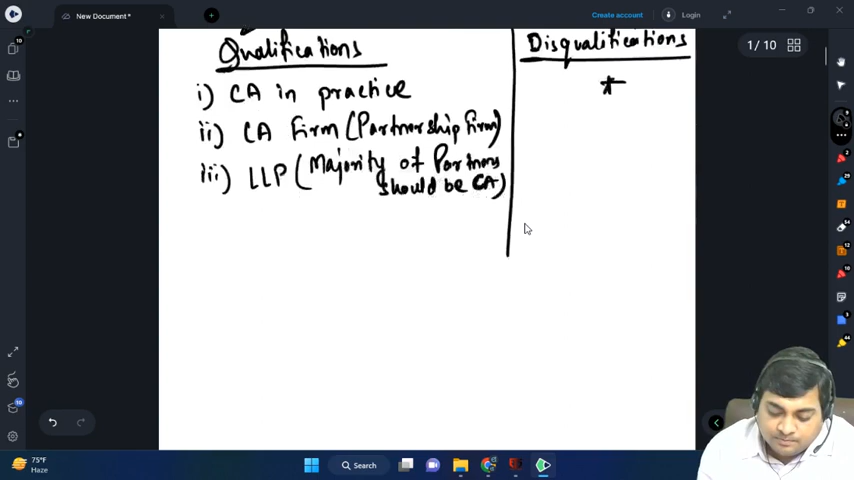 New Document*
Create account
Login
1/10
Qualifications
Disqualifications
i) CA in practice
ii) CA Firm (Partnership Firm)
iii) LLP (Majority of Partners
should be CA)
75°F
Haze
Search